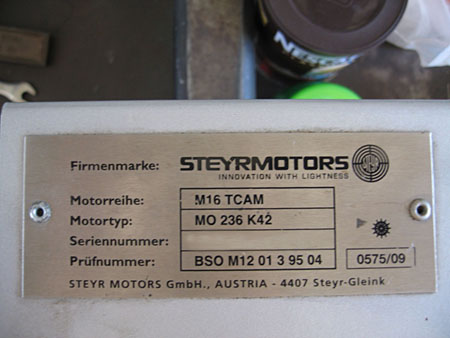 NESCAFÉ
Firmenmarke: STEYRMOTORS
INNOVATION WITH LIGHTNESS
Motorreihe: M16 TCAM
Motortyp: MO 236 K42
Seriennummer:
Prüfnummer: BSO M12 01 3 95 04 0575/09
STEYR MOTORS GmbH., AUSTRIA - 4407 Steyr-Gleink